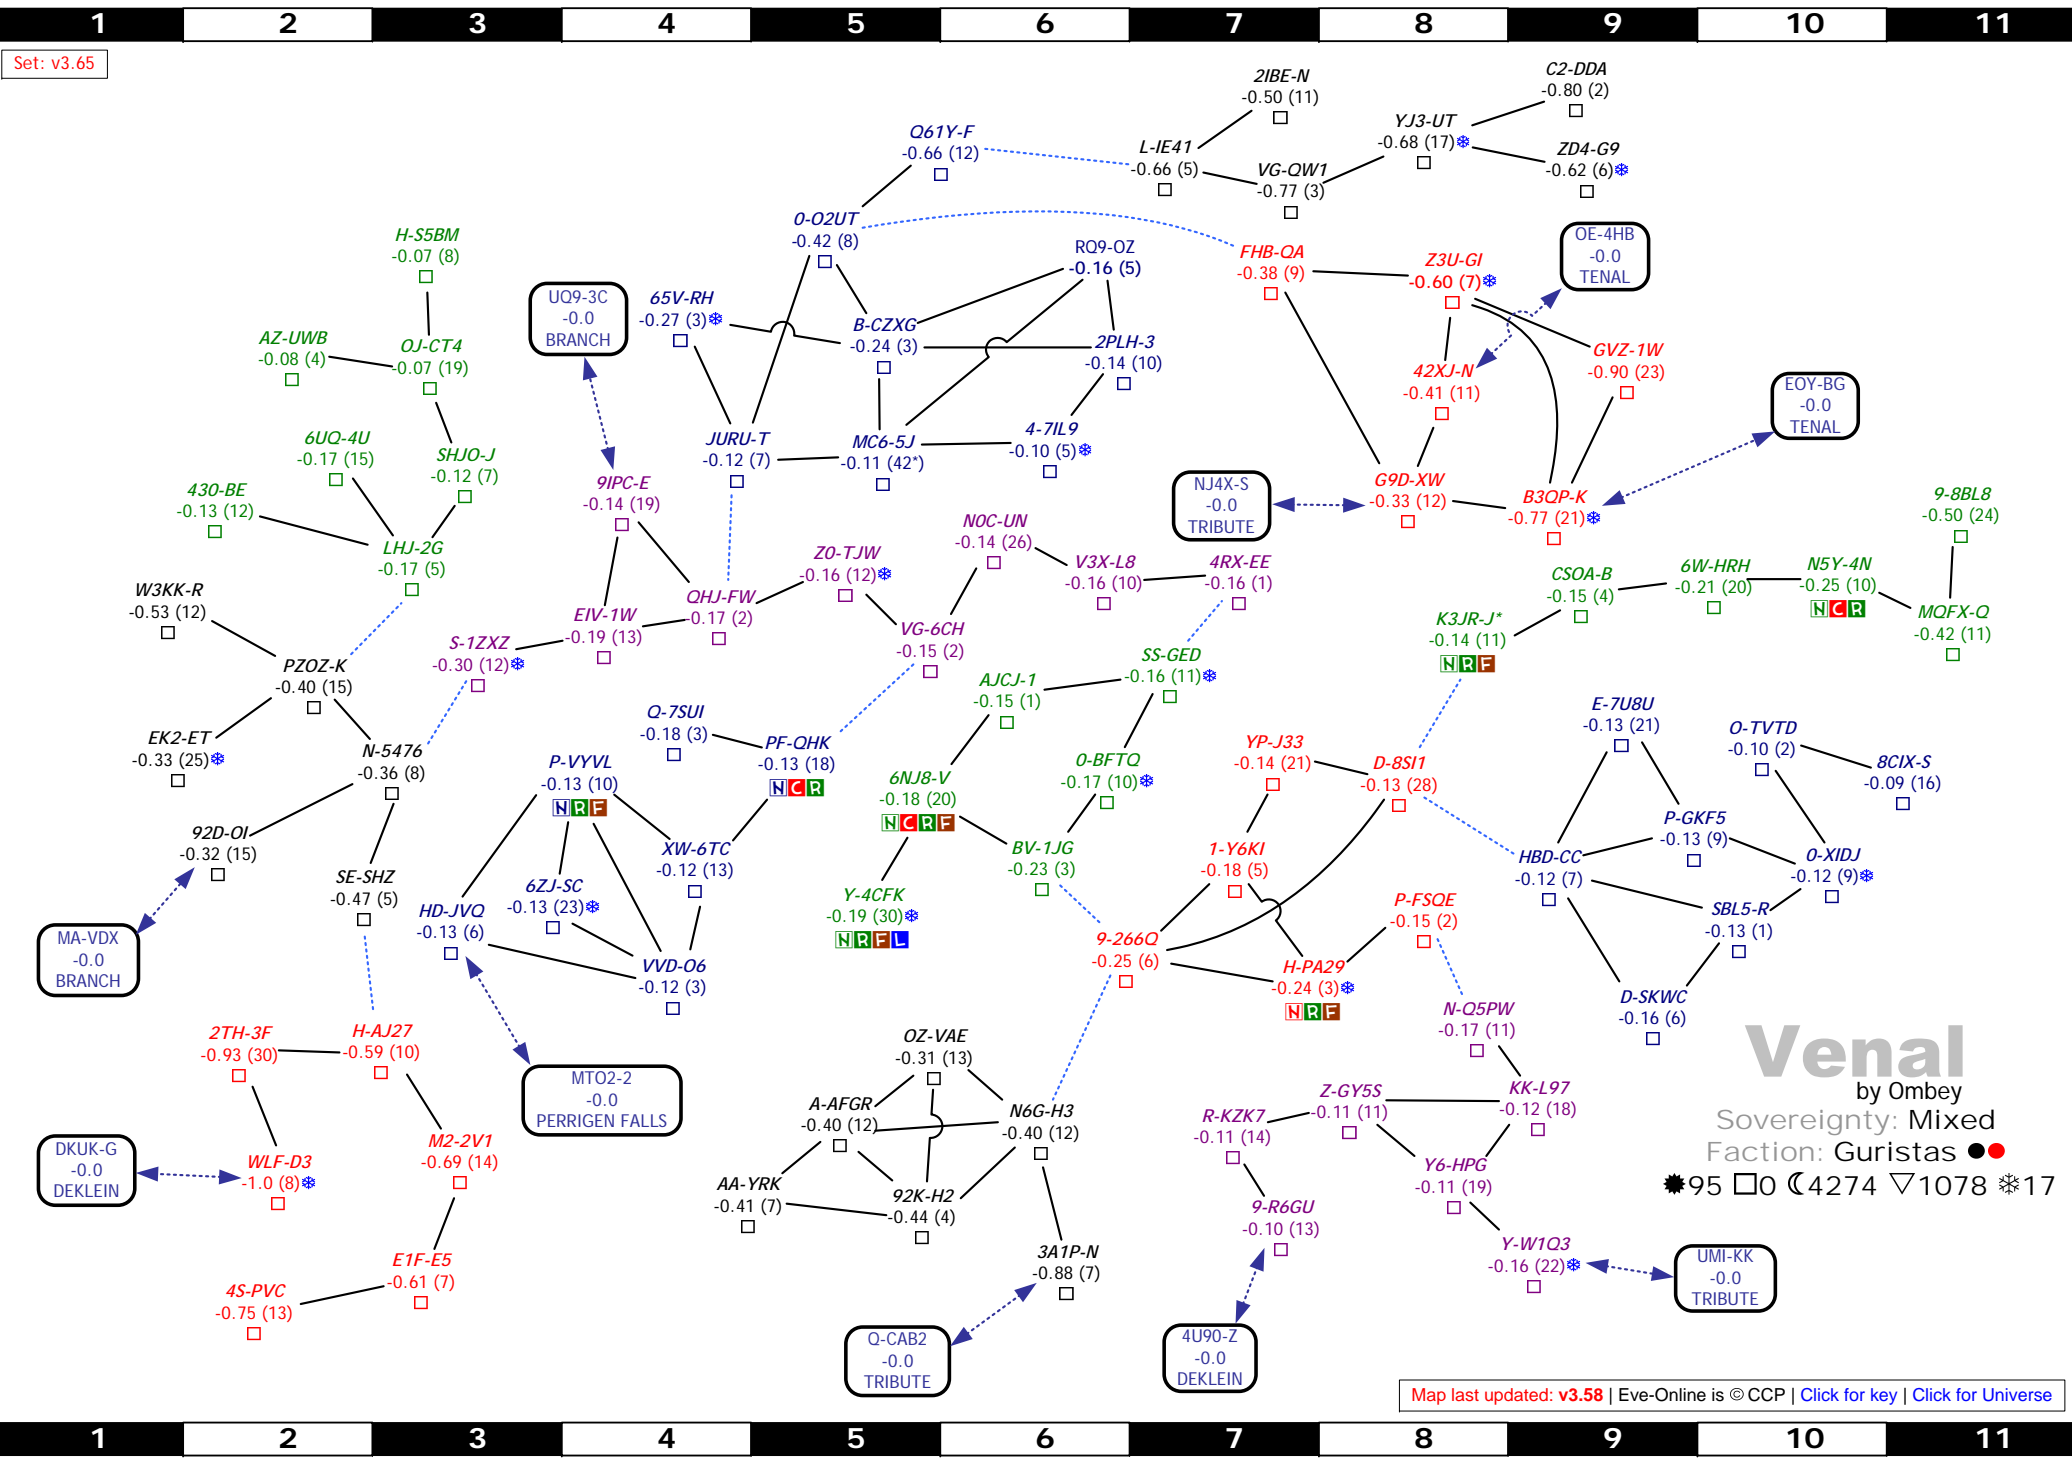 1 2 3 4 5 6 7 8 9 10 11
Set: v3.65
2IBE-N
-0.50 (11)
C2-DDA
-0.80 (2)
Q61Y-F
-0.66 (12)
L-IE41
-0.66 (5)
YJ3-UT
-0.68 (17)
VG-QW1
-0.77 (3)
ZD4-G9
-0.62 (6)
H-S5BM
-0.07 (8)
0-O2UT
-0.42 (8)
RQ9-OZ
-0.16 (5)
FHB-QA
-0.38 (9)
Z3U-GI
-0.60 (7)
OE-4HB
-0.0
TENAL
UQ9-3C
-0.0
BRANCH
65V-RH
-0.27 (3)
B-CZXG
-0.24 (3)
2PLH-3
-0.14 (10)
AZ-UWB
-0.08 (4)
OJ-CT4
-0.07 (19)
42XJ-N
-0.41 (11)
GVZ-1W
-0.90 (23)
EOY-BG
-0.0
TENAL
6UQ-4U
-0.17 (15)
SHJO-J
-0.12 (7)
JURU-T
-0.12 (7)
MC6-5J
-0.11 (42*)
4-7IL9
-0.10 (5)
430-BE
-0.13 (12)
9IPC-E
-0.14 (19)
NJ4X-S
-0.0
TRIBUTE
G9D-XW
-0.33 (12)
B3QP-K
-0.77 (21)
9-8BL8
-0.50 (24)
LHJ-2G
-0.17 (5)
Z0-TJW
-0.16 (12)
N0C-UN
-0.14 (26)
V3X-L8
-0.16 (10)
4RX-EE
-0.16 (1)
CSOA-B
-0.15 (4)
6W-HRH
-0.21 (20)
N5Y-4N
-0.25 (10)
N C R
W3KK-R
-0.53 (12)
EIV-1W
-0.19 (13)
QHJ-FW
-0.17 (2)
VG-6CH
-0.15 (2)
K3JR-J*
-0.14 (11)
N R F
MQFX-Q
-0.42 (11)
PZOZ-K
-0.40 (15)
S-1ZXZ
-0.30 (12)
AJCJ-1
-0.15 (1)
SS-GED
-0.16 (11)
EK2-ET
-0.33 (25)
N-5476
-0.36 (8)
Q-7SUI
-0.18 (3)
PF-QHK
-0.13 (18)
N C R
P-VYVL
-0.13 (10)
N R F
6NJ8-V
-0.18 (20)
N C R F
0-BFTQ
-0.17 (10)
YP-J33
-0.14 (21)
D-8SI1
-0.13 (28)
E-7U8U
-0.13 (21)
O-TVTD
-0.10 (2)
8CIX-S
-0.09 (16)
92D-OI
-0.32 (15)
XW-6TC
-0.12 (13)
BV-1JG
-0.23 (3)
1-Y6KI
-0.18 (5)
HBD-CC
-0.12 (7)
P-GKF5
-0.13 (9)
0-XIDJ
-0.12 (9)
SE-SHZ
-0.47 (5)
HD-JVQ
-0.13 (6)
6ZJ-SC
-0.13 (23)
Y-4CFK
-0.19 (30)
N R F L
P-FSQE
-0.15 (2)
SBL5-R
-0.13 (1)
MA-VDX
-0.0
BRANCH
VVD-O6
-0.12 (3)
9-266Q
-0.25 (6)
H-PA29
-0.24 (3)
N R F
D-SKWC
-0.16 (6)
2TH-3F
-0.93 (30)
H-AJ27
-0.59 (10)
OZ-VAE
-0.31 (13)
N-Q5PW
-0.17 (11)
Venal
by Ombey
Sovereignty: Mixed
Faction: Guristas
95 0 4274 1078 17
MTO2-2
-0.0
PERRIGEN FALLS
A-AFGR
-0.40 (12)
N6G-H3
-0.40 (12)
R-KZK7
-0.11 (14)
Z-GY5S
-0.11 (11)
KK-L97
-0.12 (18)
DKUK-G
-0.0
DEKLEIN
WLF-D3
-1.0 (8)
M2-2V1
-0.69 (14)
AA-YRK
-0.41 (7)
92K-H2
-0.44 (4)
Y6-HPG
-0.11 (19)
9-R6GU
-0.10 (13)
3A1P-N
-0.88 (7)
Y-W1Q3
-0.16 (22)
UMI-KK
-0.0
TRIBUTE
E1F-E5
-0.61 (7)
4S-PVC
-0.75 (13)
Q-CAB2
-0.0
TRIBUTE
4U90-Z
-0.0
DEKLEIN
Map last updated: v3.58 | Eve-Online is © CCP | Click for key | Click for Universe
1 2 3 4 5 6 7 8 9 10 11